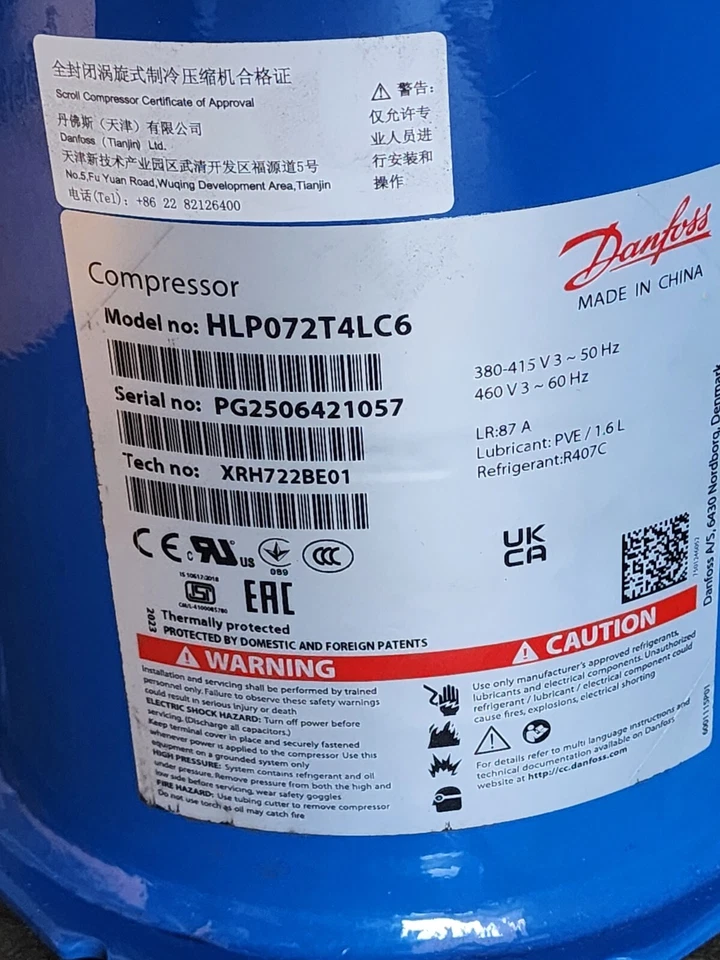 全封闭涡旋式制冷压缩机合格证
Scroll Compressor Certificate of Approval
丹佛斯（天津）有限公司
Danfoss (Tianjin) Ltd.
天津新技术产业园区武清开发区福源道5号
No.5,Fu Yuan Road,Wuqing Development Area,Tianjin
电话(Tel): +86 22 82126400
警告:
仅允许专
业人员进
行安装和
操作
Danfoss
MADE IN CHINA
Compressor
Model no: HLP072T4LC6
Serial no: PG2506421057
Tech no: XRH722BE01
380-415 V 3 ~ 50 Hz
460 V 3 ~ 60 Hz
LR:87 A
Lubricant: PVE / 1.6 L
Refrigerant:R407C
CE
c RU us
089
CCC
UK
CA
IS 10617:2018
ISI
EAC
2023
Thermally protected
PROTECTED BY DOMESTIC AND FOREIGN PATENTS
WARNING
Installation and servicing shall be performed by trained
personnel only. Failure to observe these safety warnings
could result in serious injury or death
ELECTRIC SHOCK HAZARD: Turn off power before
servicing. (Discharge all capacitors.)
Keep terminal cover in place and securely fastened
whenever power is applied to the compressor Use this
equipment on a grounded system only
HIGH PRESSURE: System contains refrigerant and oil
under pressure. Remove pressure from both the high and
low side before servicing, wear safety goggles
FIRE HAZARD: Use tubing cutter to remove compressor
Do not use torch as oil may catch fire
CAUTION
Use only manufacturer's approved refrigerants,
lubricants and electrical components. Unauthorized
refrigerant / lubricant / electrical component could
cause fires, explosions, electrical shorting
For details refer to multi language instructions and
technical documentation available on Danfoss
website at http://cc.danfoss.com
Danfoss A/S, 6430 Nordborg, Denmark